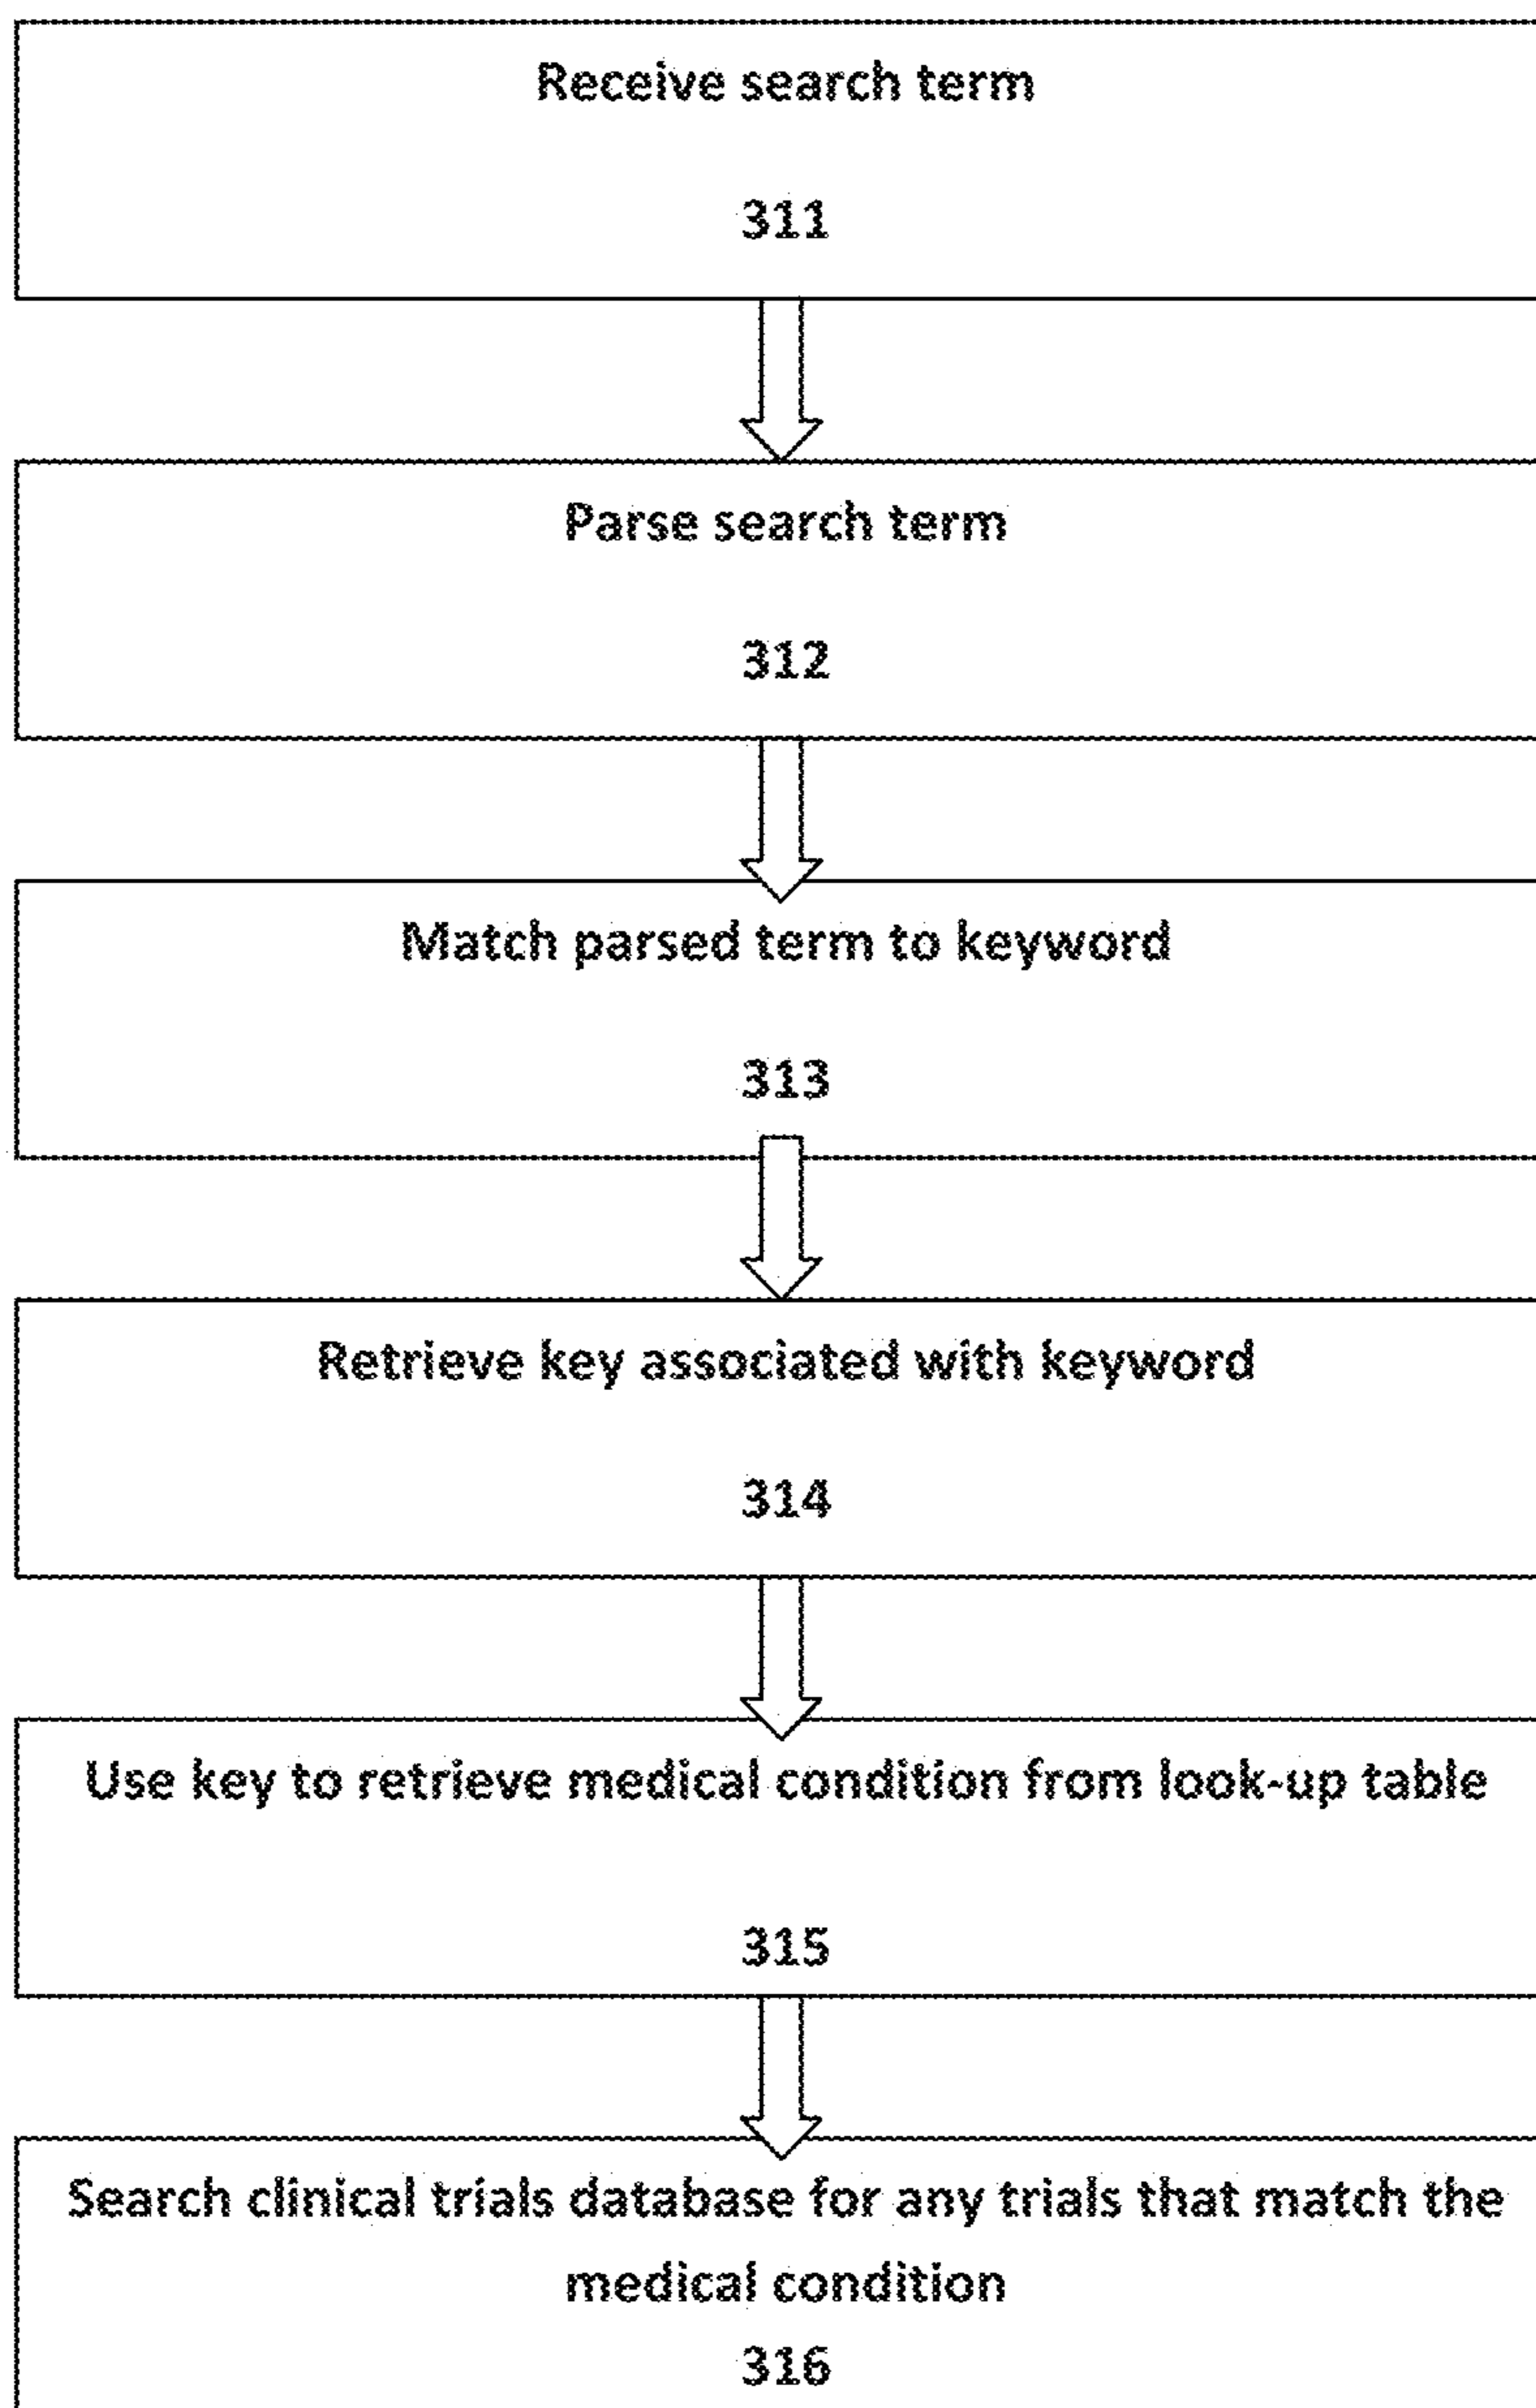 Receive search term
311
Parse search term
312
Match parsed term to keyword
313
Retrieve key associated with keyword
314
Use key to retrieve medical condition from look-up table
315
Search clinical trials database for any trials that match the
medical condition
316